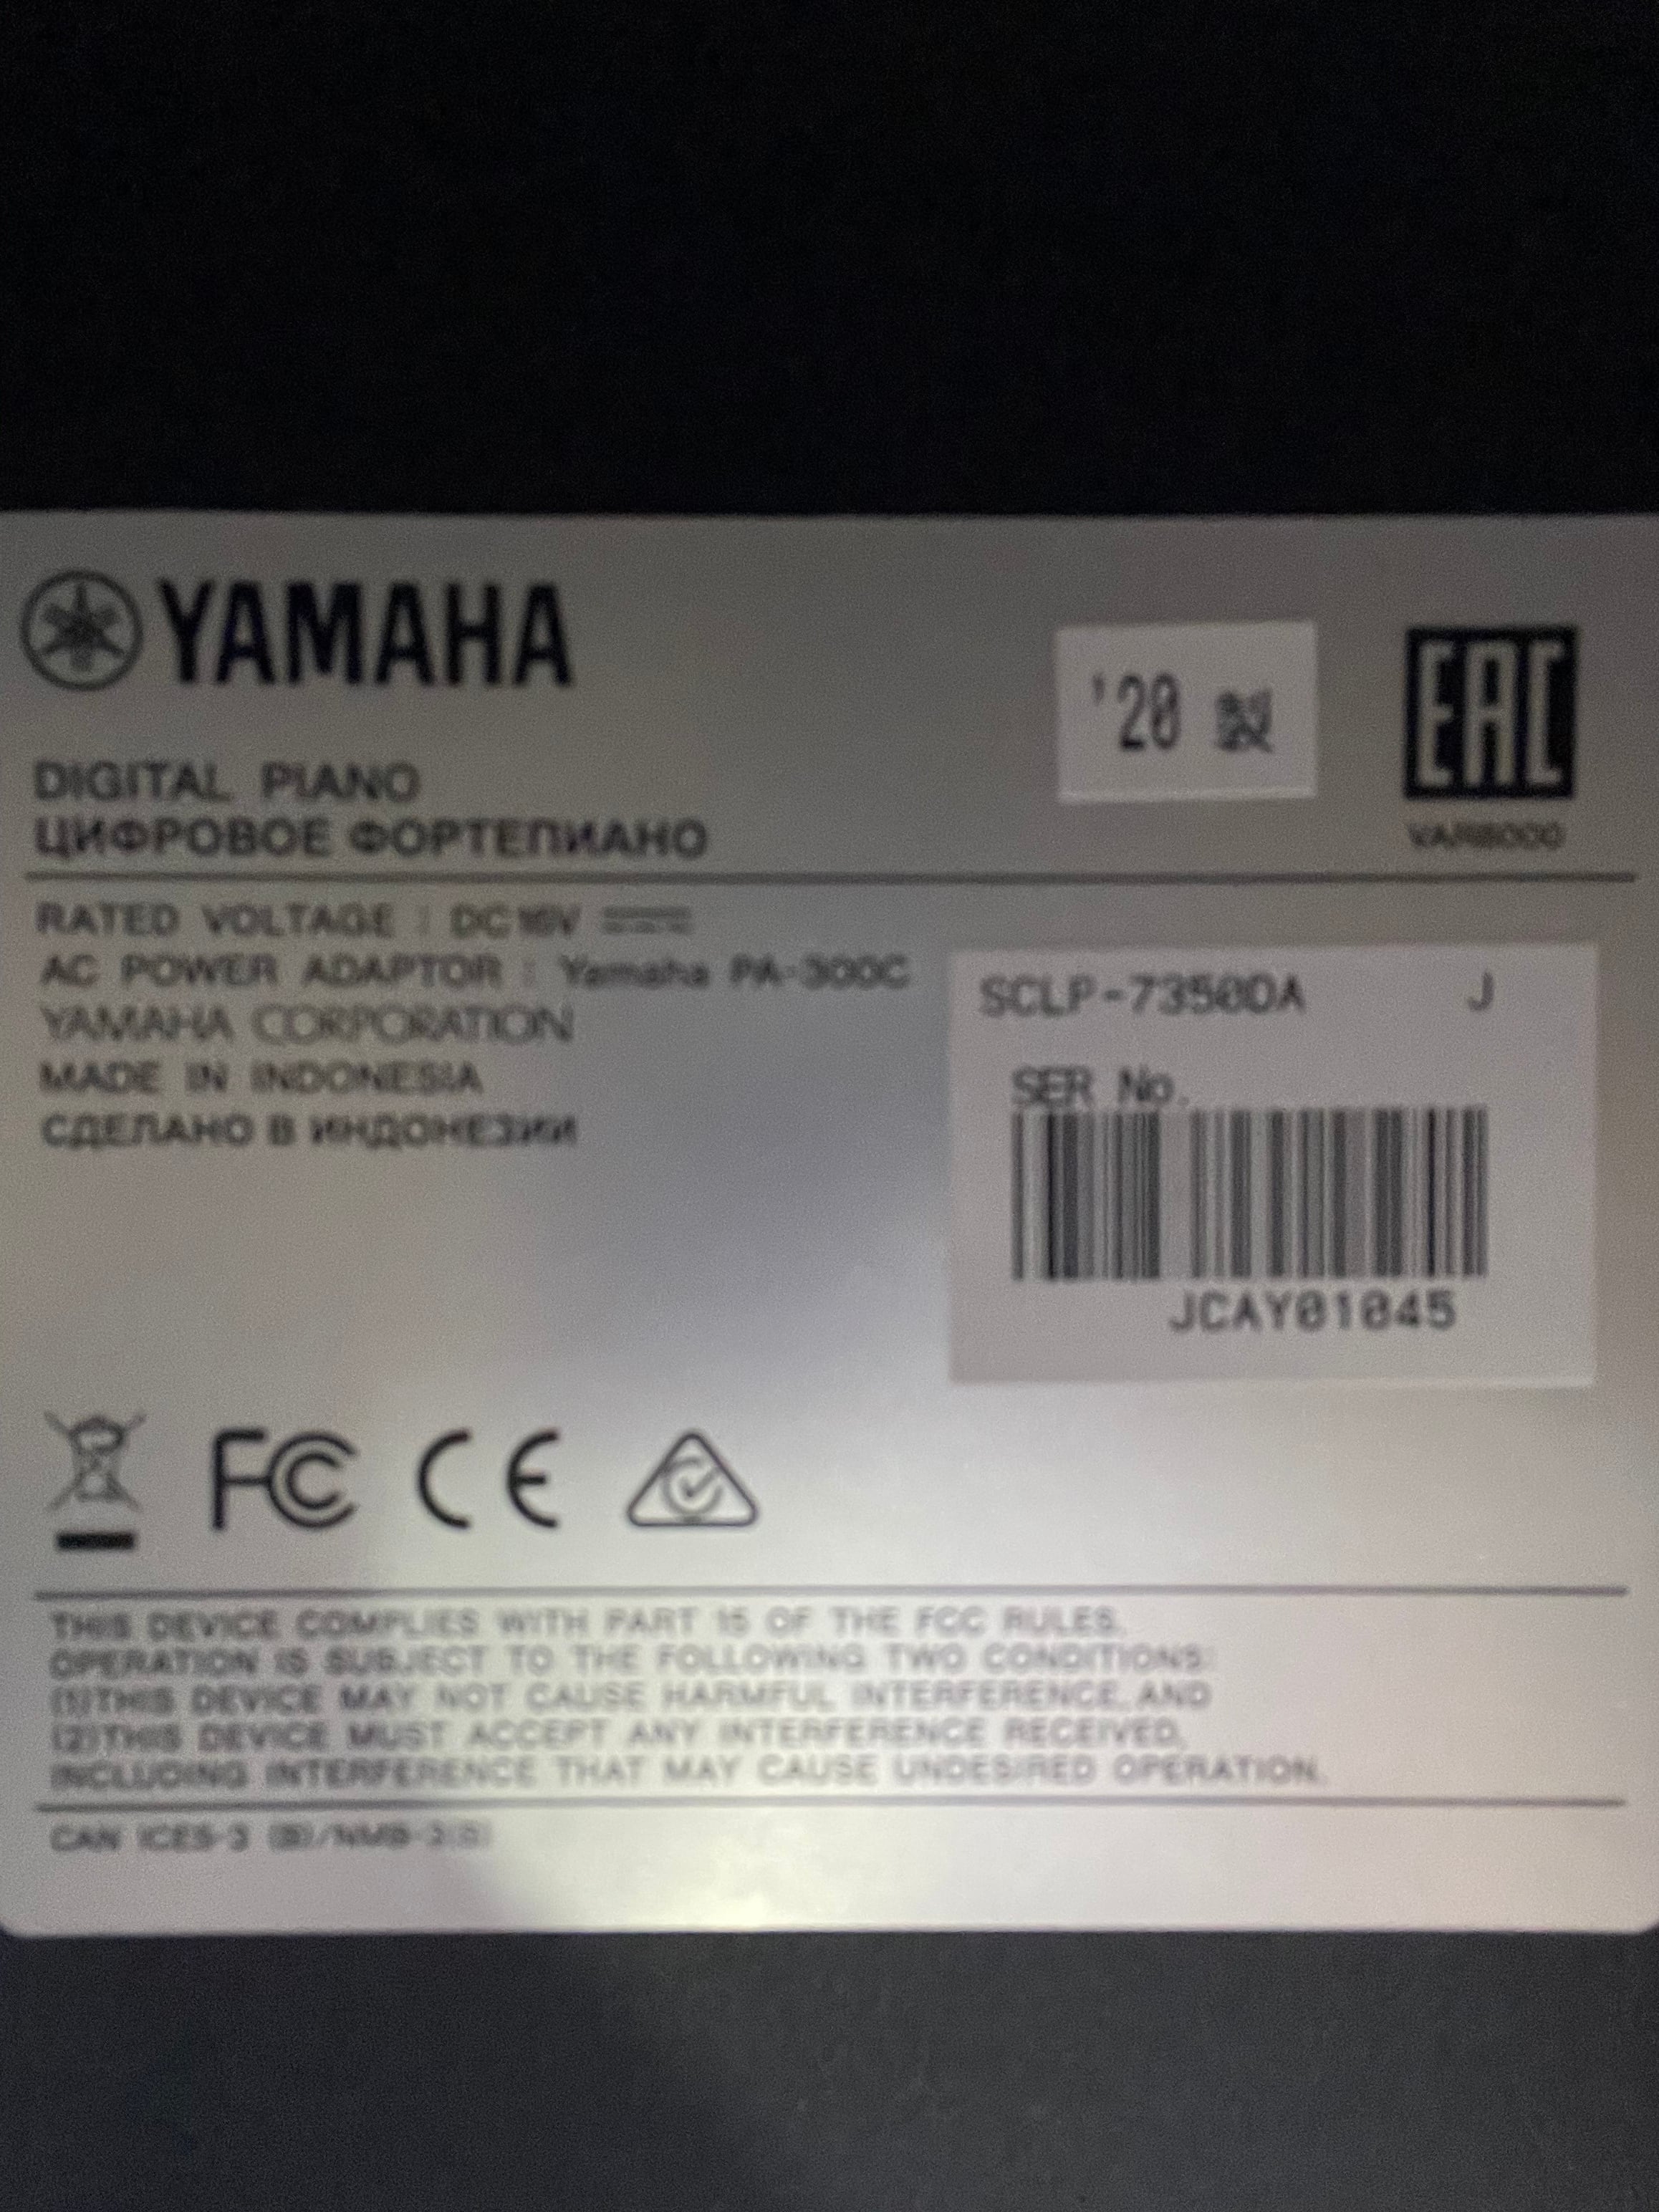 YAMAHA
'20 製
EAC
DIGITAL PIANO
ЦИФРОВОЕ ФОРТЕПИАНО
RATED VOLTAGE : DC16V
AC POWER ADAPTOR : Yamaha PA-300C
YAMAHA CORPORATION
MADE IN INDONESIA
СДЕЛАНО В ИНДОНЕЗИИ
SCLP-7350DA J
SER No.
JCAY01045
FC CE
THIS DEVICE COMPLIES WITH PART 15 OF THE FCC RULES.
OPERATION IS SUBJECT TO THE FOLLOWING TWO CONDITIONS:
(1)THIS DEVICE MAY NOT CAUSE HARMFUL INTERFERENCE, AND
(2)THIS DEVICE MUST ACCEPT ANY INTERFERENCE RECEIVED,
INCLUDING INTERFERENCE THAT MAY CAUSE UNDESIRED OPERATION.
CAN ICES-3 (B)/NMB-3(B)